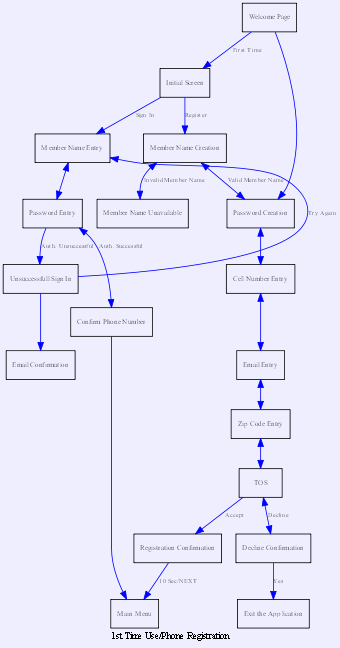 Welcome Page
First Time
Initial Screen
Sign In
Register
Member Name Entry
Member Name Creation
Invalid Member Name
Valid Member Name
Password Entry
Member Name Unavailable
Password Creation
Try Again
Auth. Unsuccessful
Auth. Successful
Unsuccessful Sign In
Cell Number Entry
Confirm Phone Number
Email Confirmation
Email Entry
Zip Code Entry
TOS
Accept
Decline
Registration Confirmation
Decline Confirmation
10 Sec/NEXT
Yes
Main Menu
Exit the Application
1st Time Use/Phone Registration